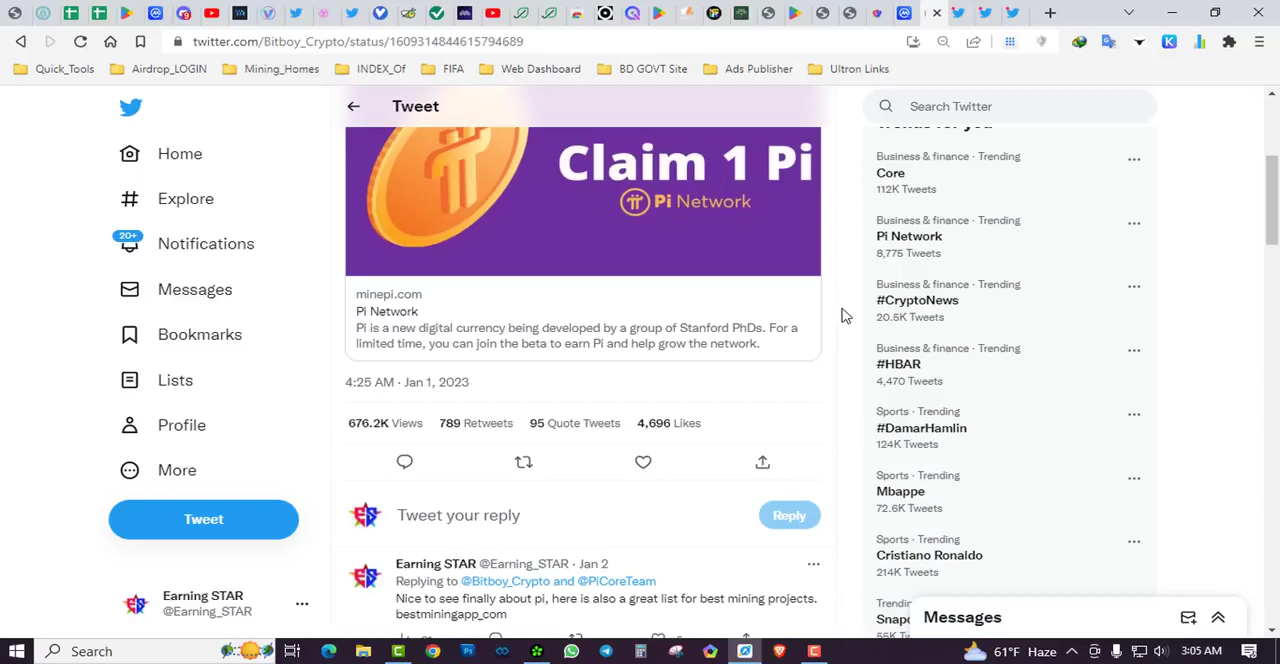 twitter.com/Bitboy_Crypto/status/1609314844615794689
Quick_Tools
Airdrop_LOGIN
Mining_Homes
INDEX_Of
FIFA
Web Dashboard
BD GOVT Site
Ads Publisher
Ultron Links
Home
Explore
20+
Notifications
Messages
Bookmarks
Lists
Profile
More
Tweet
Earning STAR
@Earning_STAR
Tweet
Claim 1 Pi
Pi Network
minepi.com
Pi Network
Pi is a new digital currency being developed by a group of Stanford PhDs. For a
limited time, you can join the beta to earn Pi and help grow the network.
4:25 AM · Jan 1, 2023
676.2K Views 789 Retweets 95 Quote Tweets 4,696 Likes
Tweet your reply
Reply
Earning STAR @Earning_STAR · Jan 2
Replying to @Bitboy_Crypto and @PiCoreTeam
Nice to see finally about pi, here is also a great list for best mining projects.
bestminingapp_com
Search Twitter
Trends for you
Business & finance · Trending
Core
112K Tweets
Business & finance · Trending
Pi Network
8,775 Tweets
Business & finance · Trending
#CryptoNews
20.5K Tweets
Business & finance · Trending
#HBAR
4,470 Tweets
Sports · Trending
#DamarHamlin
124K Tweets
Sports · Trending
Mbappe
72.6K Tweets
Sports · Trending
Cristiano Ronaldo
214K Tweets
Messages
Search
61°F Haze
3:05 AM